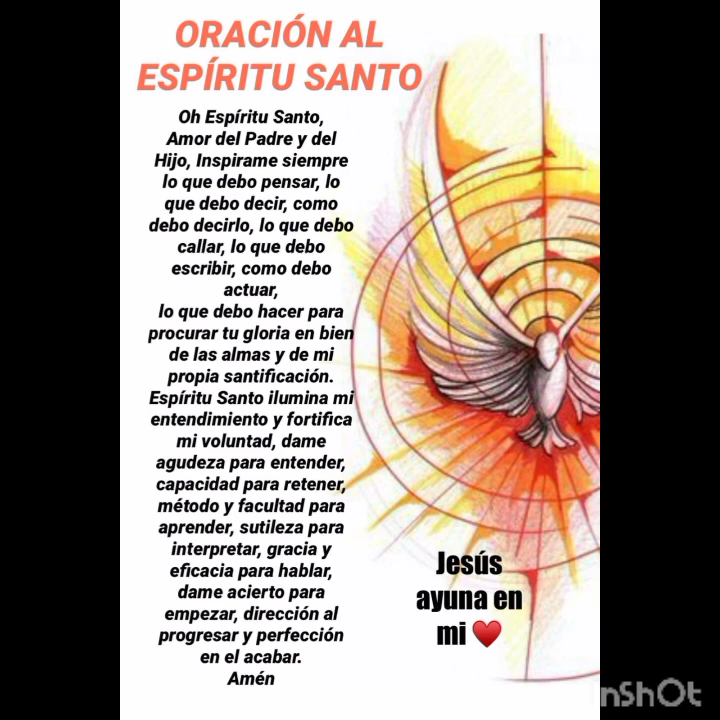 ORACIÓN AL
ESPÍRITU SANTO
Oh Espíritu Santo,
Amor del Padre y del
Hijo, Inspirame siempre
lo que debo pensar, lo
que debo decir, como
debo decirlo, lo que debo
callar, lo que debo
escribir, como debo
actuar,
lo que debo hacer para
procurar tu gloria en bien
de las almas y de mi
propia santificación.
Espíritu Santo ilumina mi
entendimiento y fortifica
mi voluntad, dame
agudeza para entender,
capacidad para retener,
método y facultad para
aprender, sutileza para
interpretar, gracia y
eficacia para hablar,
dame acierto para
empezar, dirección al
progresar y perfección
en el acabar.
Amén
Jesús
ayuna en
mi ♥️
InShOt